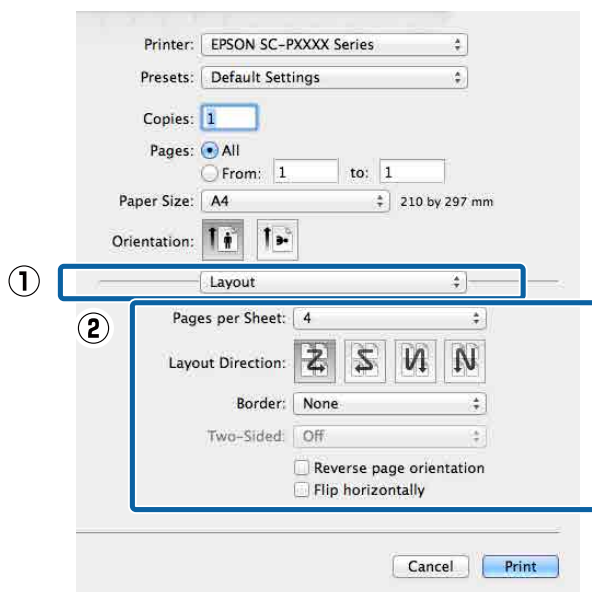 Printer: EPSON SC-PXXXX Series
Presets: Default Settings
Copies: 1
Pages: All
From: 1 to: 1
Paper Size: A4 210 by 297 mm
Orientation:
① Layout
②
Pages per Sheet: 4
Layout Direction:
Border: None
Two-Sided: Off
Reverse page orientation
Flip horizontally
Cancel Print